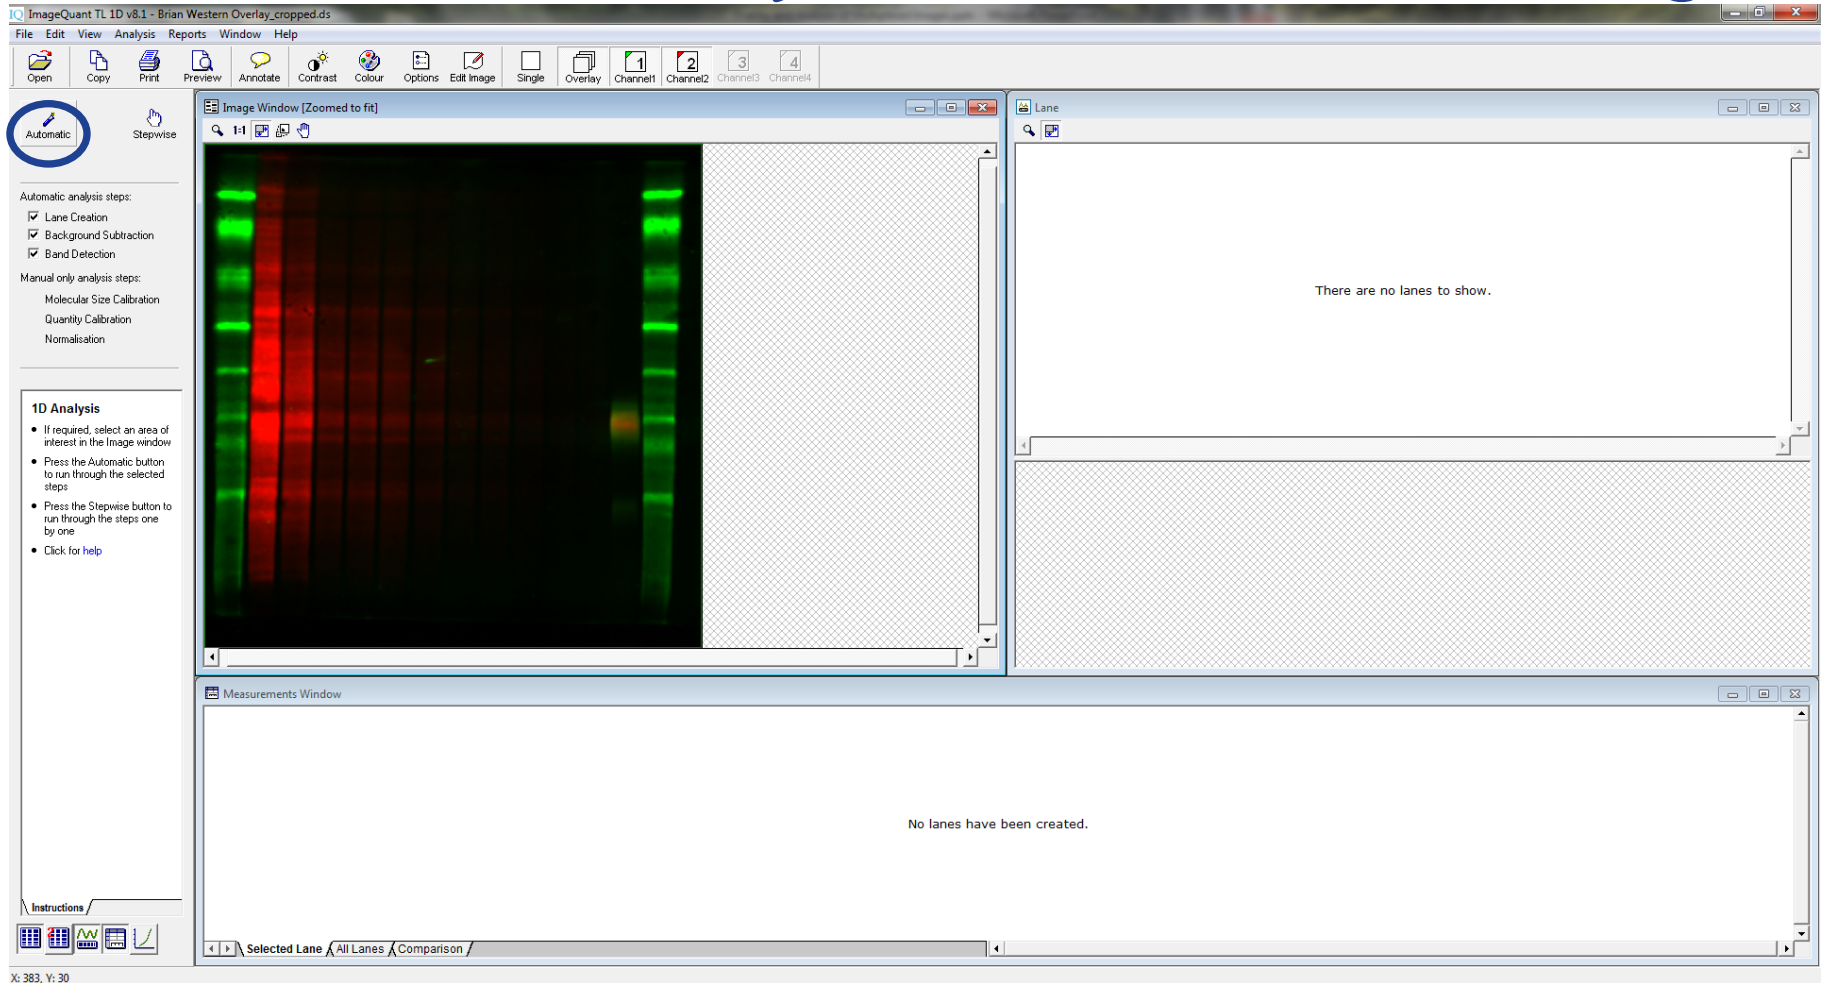 ImageQuant TL 1D v8.1 - Brian Western Overlay_cropped.ds
File Edit View Analysis Reports Window Help
Open Copy Print Preview Annotate Contrast Colour Options Edit Image Single Overlay Channel1 Channel2 Channel3 Channel4
Automatic Stepwise
Automatic analysis steps:
Lane Creation
Background Subtraction
Band Detection
Manual only analysis steps:
Molecular Size Calibration
Quantity Calibration
Normalisation
1D Analysis
If required, select an area of
interest in the Image window
Press the Automatic button
to run through the selected
steps
Press the Stepwise button to
run through the steps one
by one
Click for help
Instructions
Image Window [Zoomed to fit]
1:1
Lane
There are no lanes to show.
Measurements Window
No lanes have been created.
Selected Lane All Lanes Comparison
X: 383, Y: 30